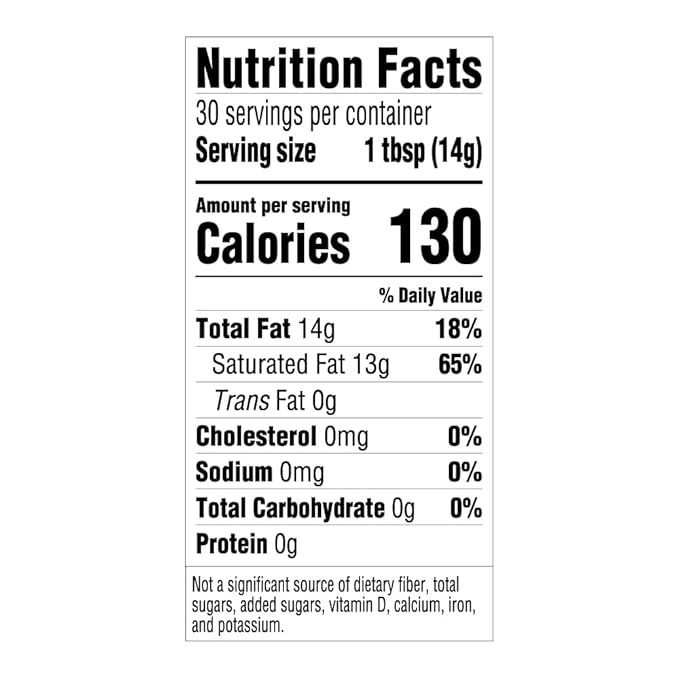 Nutrition Facts
30 servings per container
Serving size 1 tbsp (14g)
Amount per serving
Calories 130
% Daily Value
Total Fat 14g 18%
Saturated Fat 13g 65%
Trans Fat 0g
Cholesterol 0mg 0%
Sodium 0mg 0%
Total Carbohydrate 0g 0%
Protein 0g
Not a significant source of dietary fiber, total
sugars, added sugars, vitamin D, calcium, iron,
and potassium.